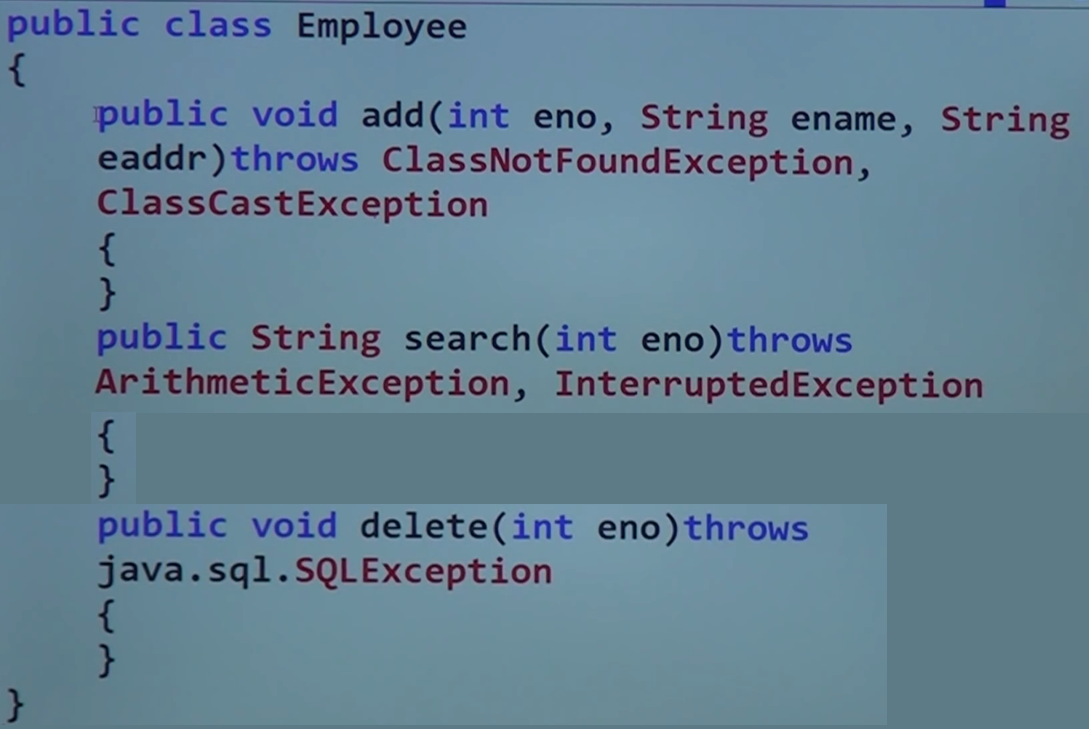 public class Employee
{
public void add(int eno, String ename, String
eaddr)throws ClassNotFoundException,
ClassCastException
{
}
public String search(int eno)throws
ArithmeticException, InterruptedException
{
}
public void delete(int eno)throws
java.sql.SQLException
{
}
}